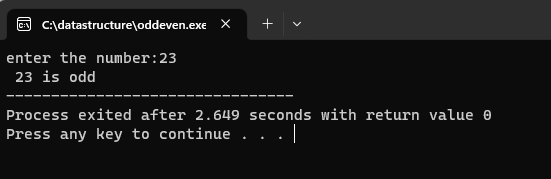 C:\datastructure\oddeven.exe
enter the number:23
 23 is odd
--------------------------------
Process exited after 2.649 seconds with return value 0
Press any key to continue . . .